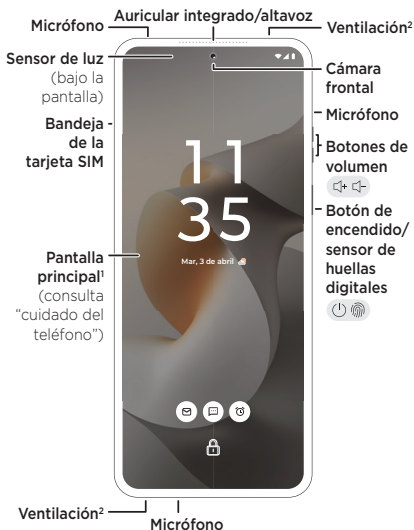 Micrófono
Auricular integrado/altavoz
Ventilación²
Sensor de luz
(bajo la
pantalla)
Cámara
frontal
Micrófono
Bandeja
de la
tarjeta SIM
Botones de
volumen
Botón de
encendido/
sensor de
huellas
digitales
11
35
Mar, 3 de abril
Pantalla
principal¹
(consulta
“cuidado del
teléfono”)
Ventilación²
Micrófono